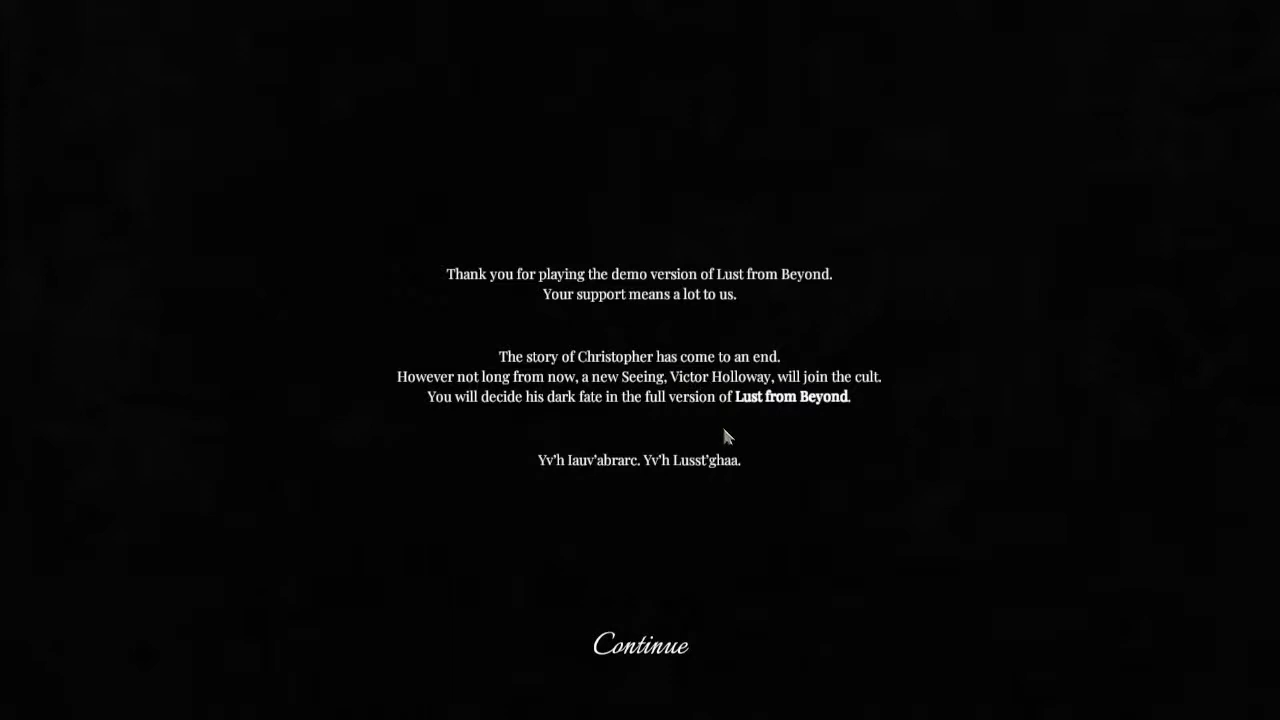 Thank you for playing the demo version of Lust from Beyond.
Your support means a lot to us.
The story of Christopher has come to an end.
However not long from now, a new Seeing, Victor Holloway, will join the cult.
You will decide his dark fate in the full version of Lust from Beyond.
Yv'h Iauv'abrarc. Yv'h Lusst'ghaa.
Continue